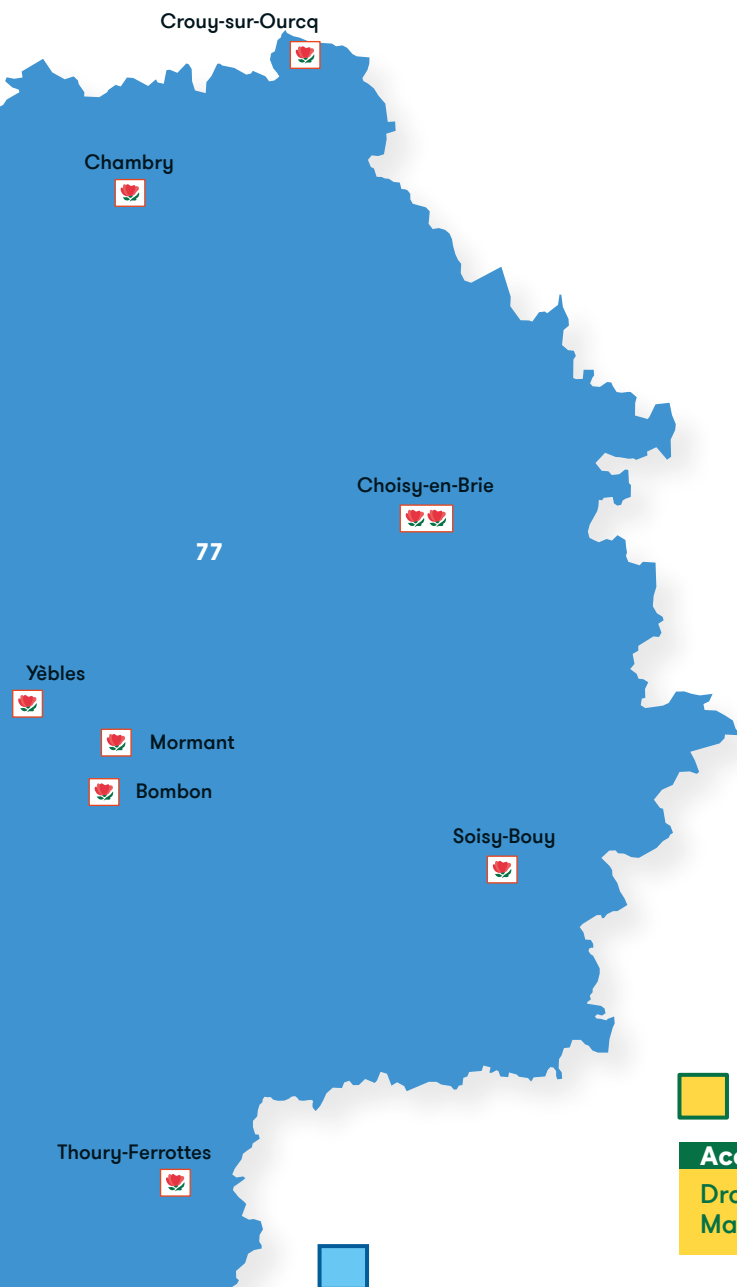 Crouy-sur-Ourcq
Chambry
Choisy-en-Brie
77
Yèbles
Mormant
Bombon
Soisy-Bouy
Thoury-Ferrottes